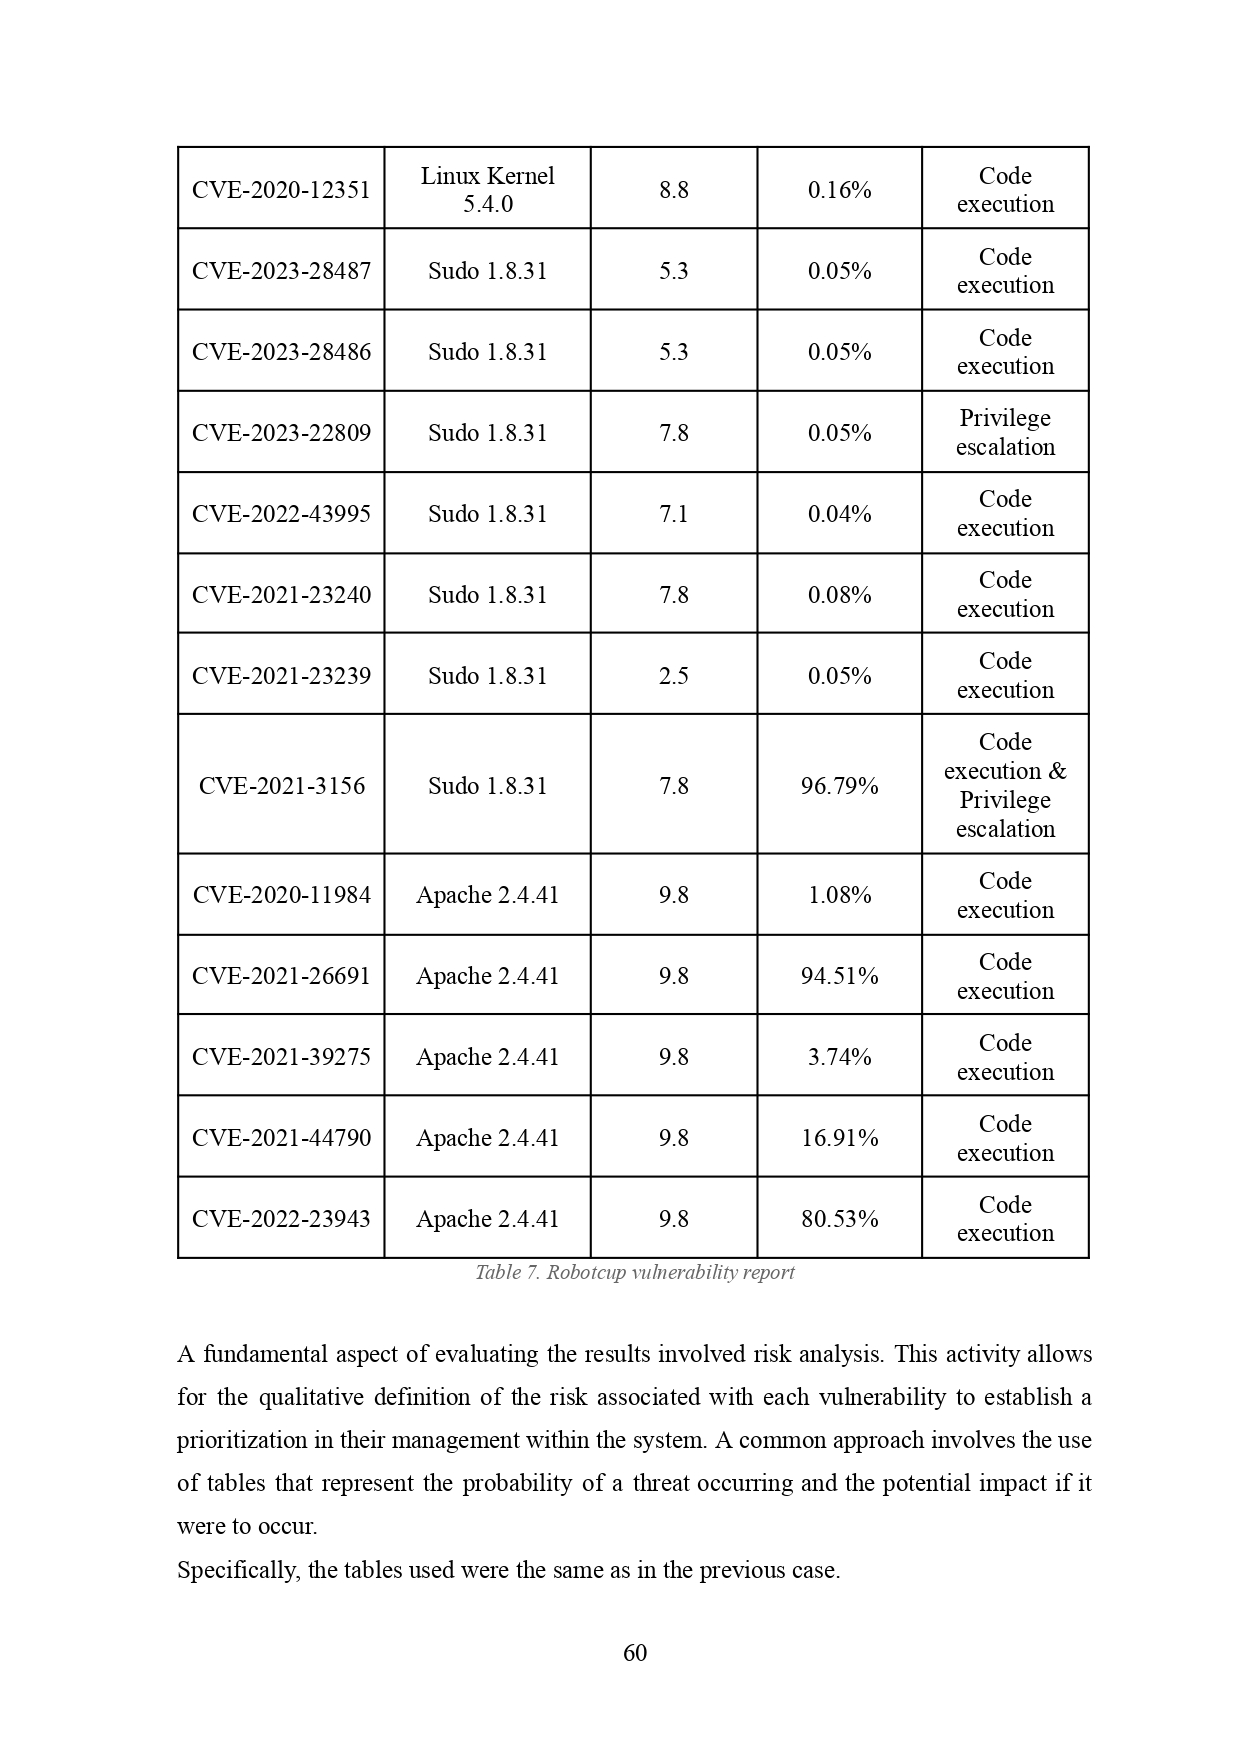 CVE-2020-12351 Linux Kernel 5.4.0 8.8 0.16% Code execution
CVE-2023-28487 Sudo 1.8.31 5.3 0.05% Code execution
CVE-2023-28486 Sudo 1.8.31 5.3 0.05% Code execution
CVE-2023-22809 Sudo 1.8.31 7.8 0.05% Privilege escalation
CVE-2022-43995 Sudo 1.8.31 7.1 0.04% Code execution
CVE-2021-23240 Sudo 1.8.31 7.8 0.08% Code execution
CVE-2021-23239 Sudo 1.8.31 2.5 0.05% Code execution
CVE-2021-3156 Sudo 1.8.31 7.8 96.79% Code execution & Privilege escalation
CVE-2020-11984 Apache 2.4.41 9.8 1.08% Code execution
CVE-2021-26691 Apache 2.4.41 9.8 94.51% Code execution
CVE-2021-39275 Apache 2.4.41 9.8 3.74% Code execution
CVE-2021-44790 Apache 2.4.41 9.8 16.91% Code execution
CVE-2022-23943 Apache 2.4.41 9.8 80.53% Code execution
Table 7. Robotcup vulnerability report
A fundamental aspect of evaluating the results involved risk analysis. This activity allows
for the qualitative definition of the risk associated with each vulnerability to establish a
prioritization in their management within the system. A common approach involves the use
of tables that represent the probability of a threat occurring and the potential impact if it
were to occur.
Specifically, the tables used were the same as in the previous case.
60